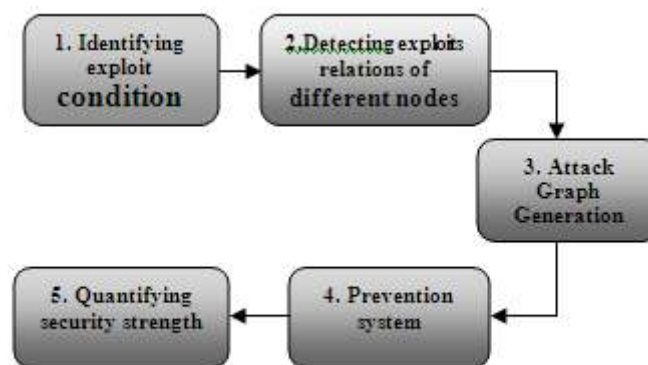 1. Identifying
exploit
condition
2.Detecting exploits
relations of
different nodes
3. Attack
Graph
Generation
4. Prevention
system
5. Quantifying
security strength